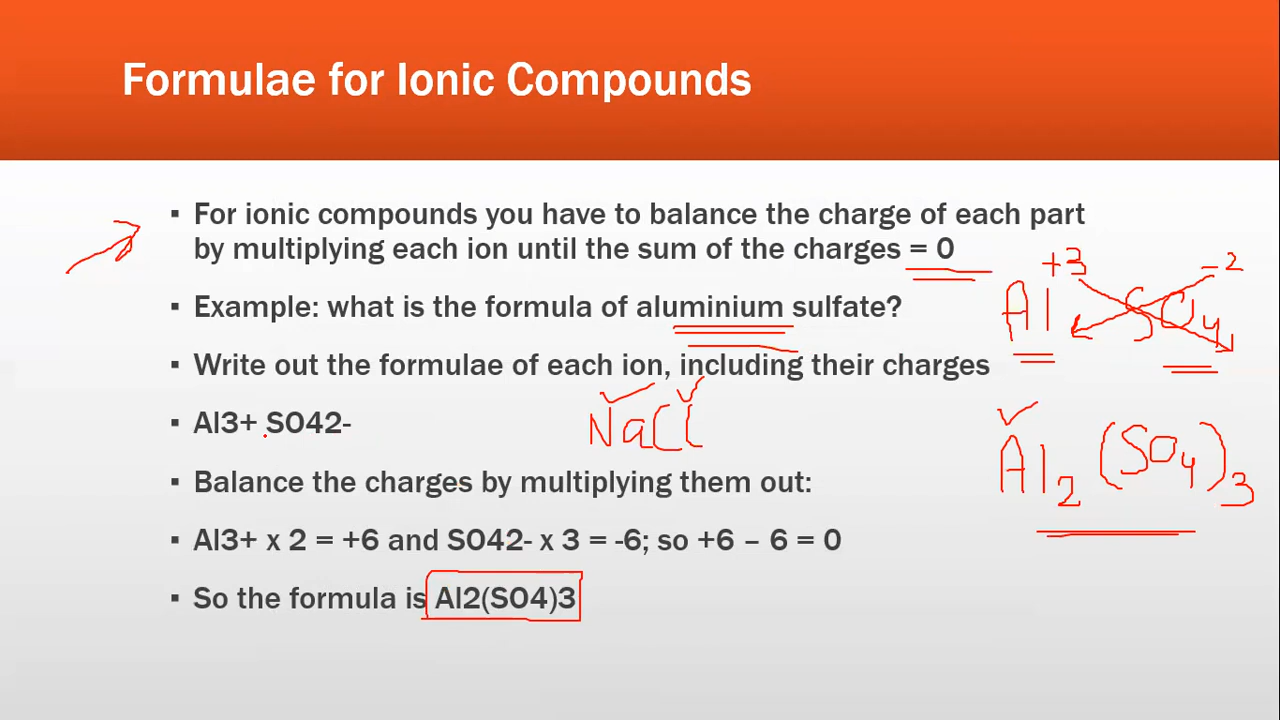 Formulae for Ionic Compounds
▪ For ionic compounds you have to balance the charge of each part
by multiplying each ion until the sum of the charges = 0
▪ Example: what is the formula of aluminium sulfate?
▪ Write out the formulae of each ion, including their charges
▪ Al3+ SO42-
▪ Balance the charges by multiplying them out:
▪ Al3+ x 2 = +6 and SO42- x 3 = -6; so +6 – 6 = 0
▪ So the formula is Al2(SO4)3
+3 -2
Al SO4
NaCl
Al2(SO4)3